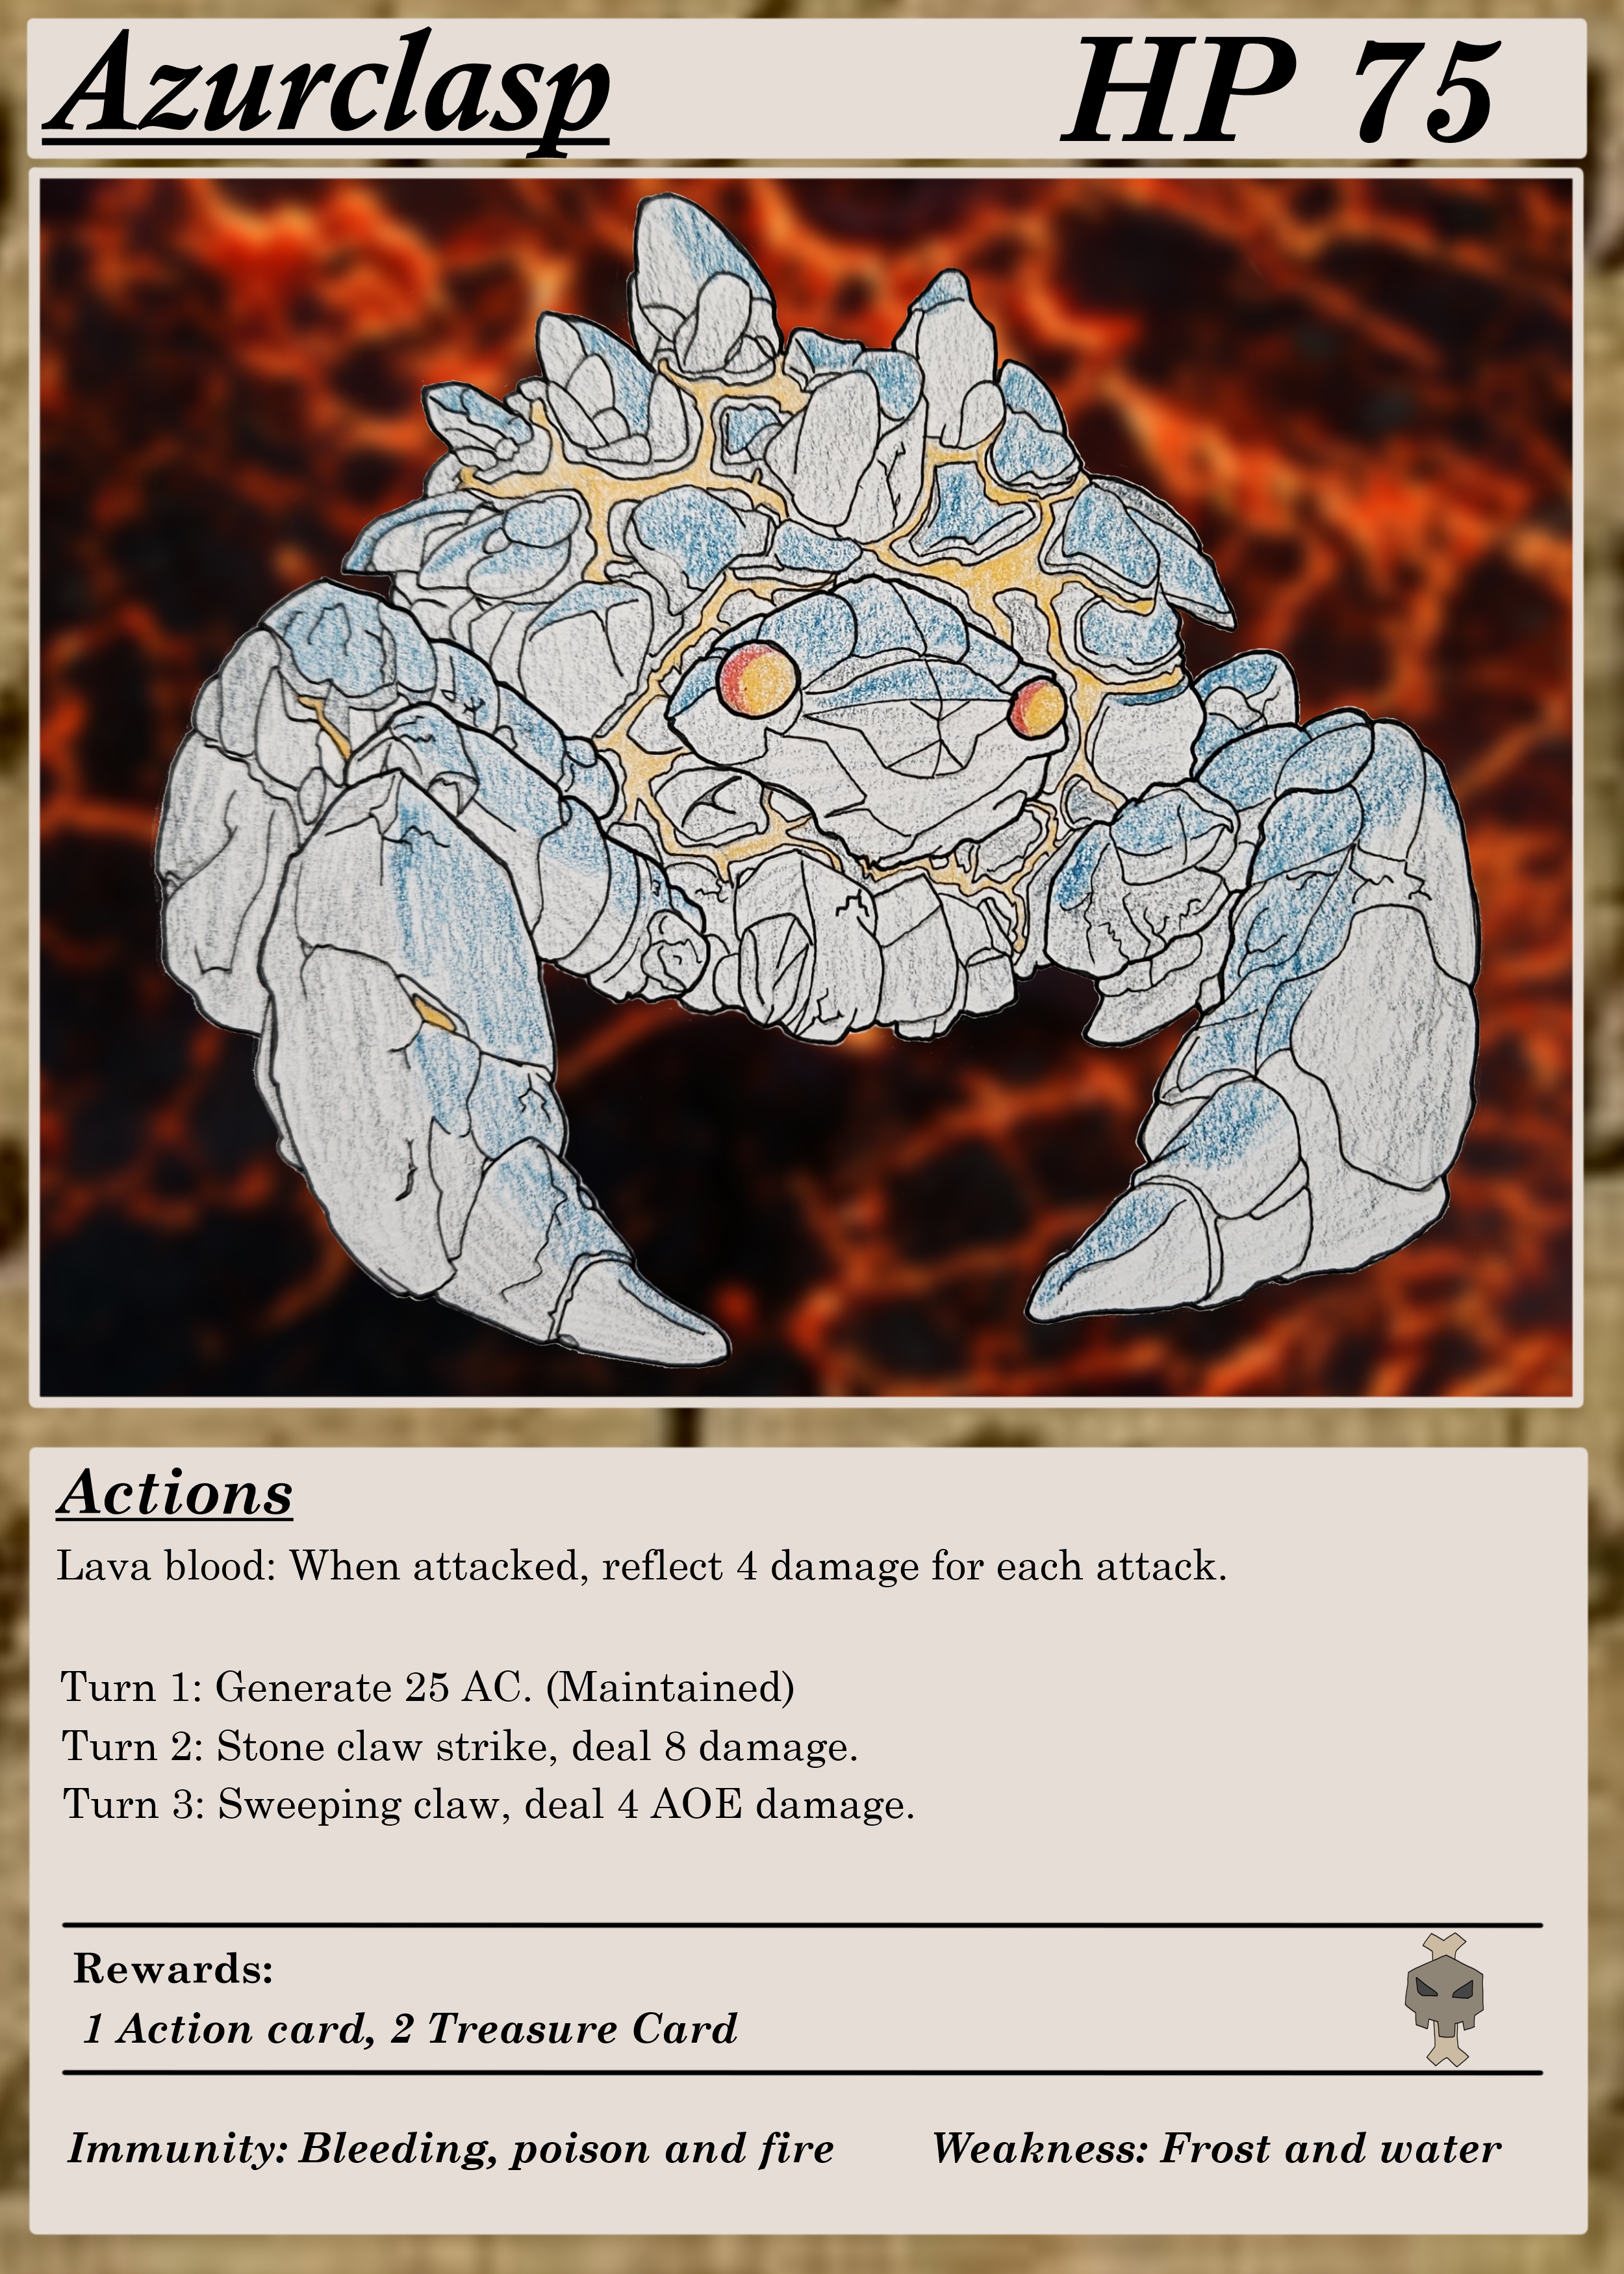 Azurclasp HP 75
Actions
Lava blood: When attacked, reflect 4 damage for each attack.
Turn 1: Generate 25 AC. (Maintained)
Turn 2: Stone claw strike, deal 8 damage.
Turn 3: Sweeping claw, deal 4 AOE damage.
Rewards:
1 Action card, 2 Treasure Card
Immunity: Bleeding, poison and fire Weakness: Frost and water